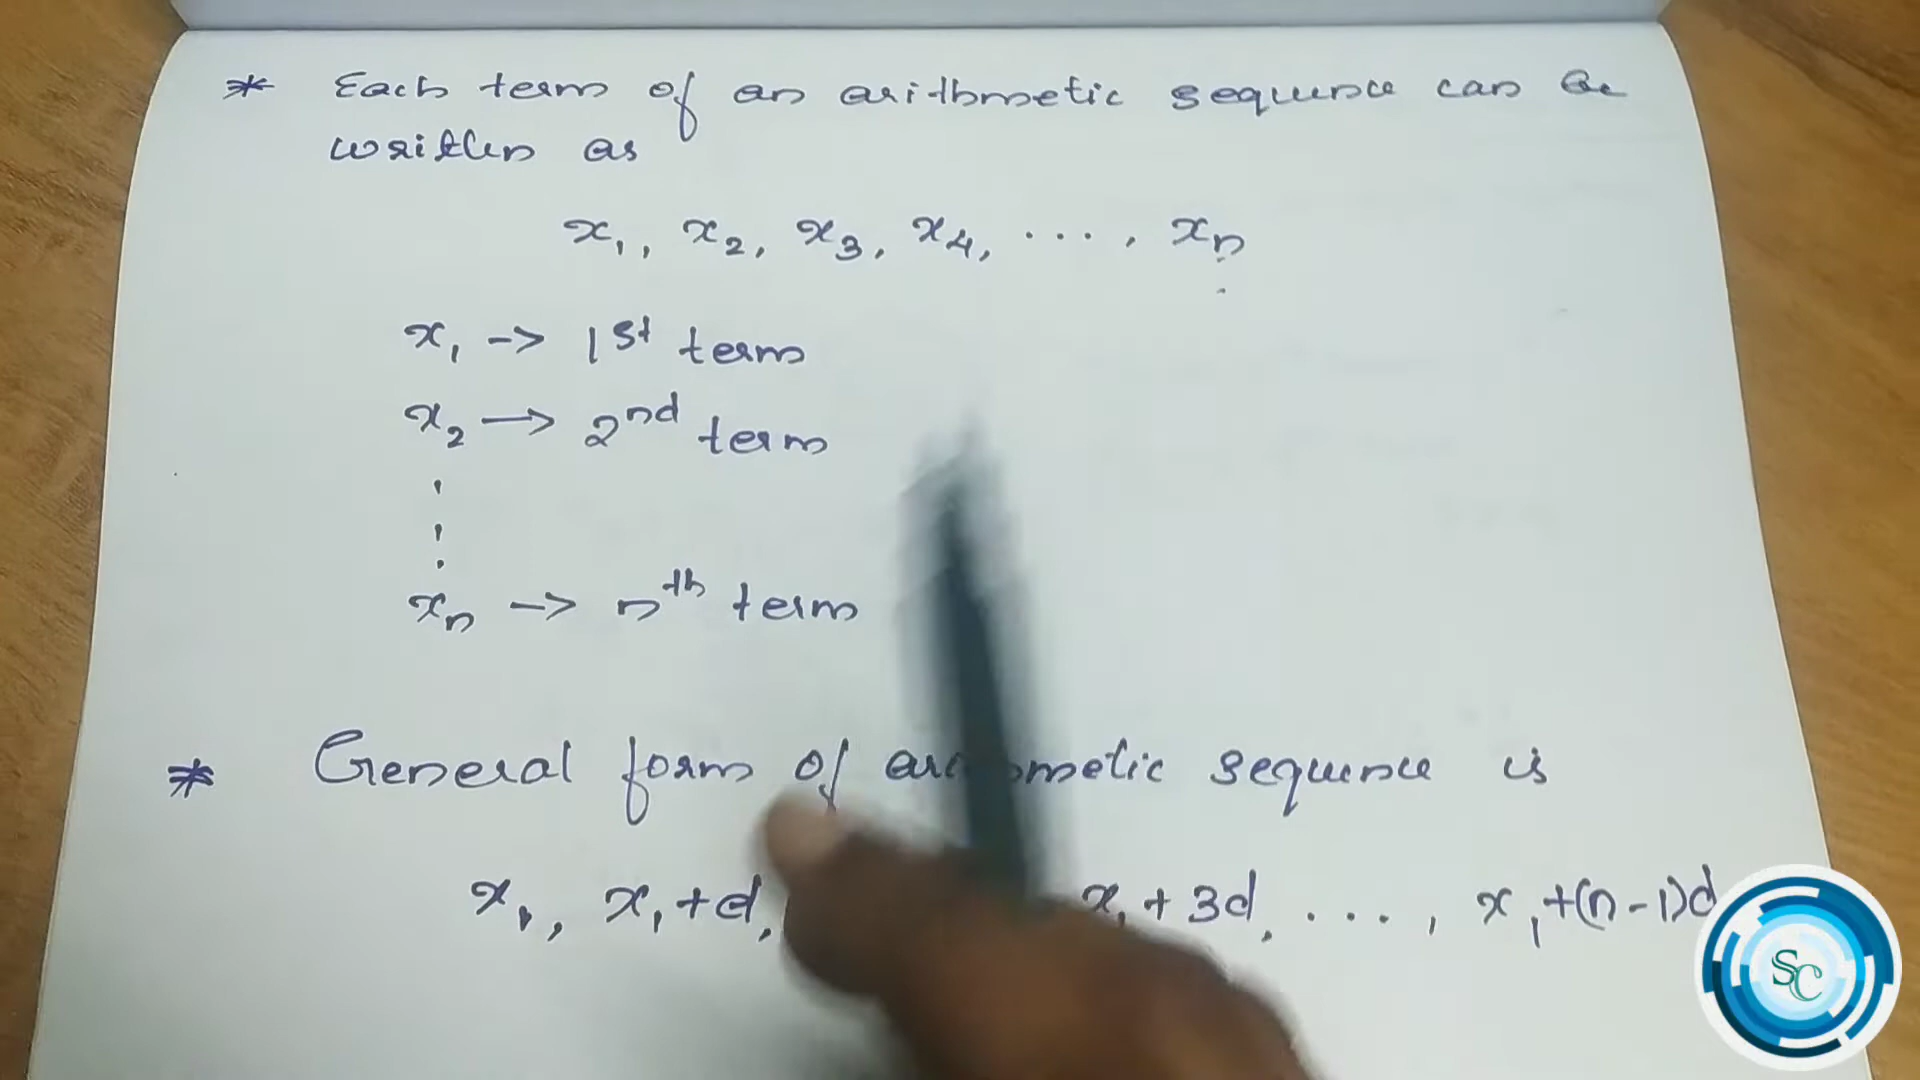 * Each term of an arithmetic sequence can be
written as
x₁, x₂, x₃, x₄, ...., xₙ
x₁ -> 1st term
x₂ -> 2nd term
xₙ -> nth term
* General form of arithmetic sequence is
x₁, x₁+d, x₁+3d, ...., x₁+(n-1)d
SC